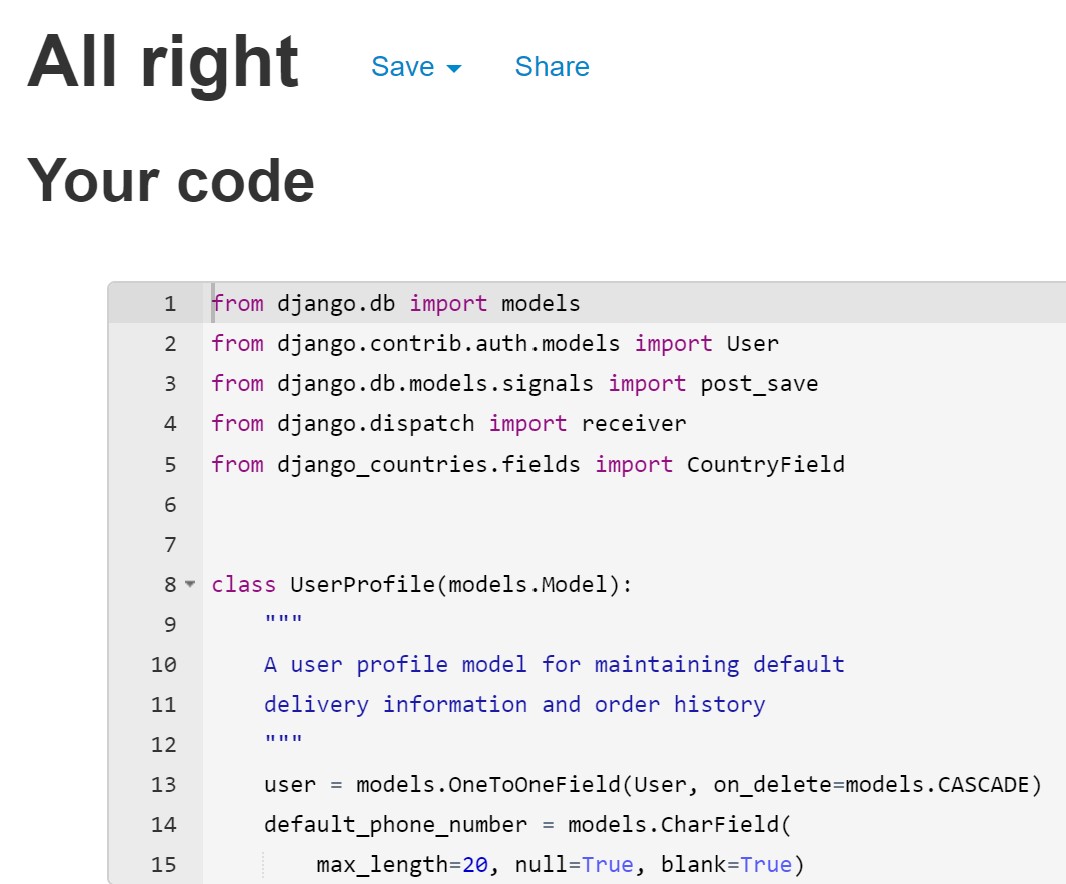 All right Save Share
Your code
1 from django.db import models
2 from django.contrib.auth.models import User
3 from django.db.models.signals import post_save
4 from django.dispatch import receiver
5 from django_countries.fields import CountryField
6
7
8 class UserProfile(models.Model):
9     """
10     A user profile model for maintaining default
11     delivery information and order history
12     """
13     user = models.OneToOneField(User, on_delete=models.CASCADE)
14     default_phone_number = models.CharField(
15         max_length=20, null=True, blank=True)